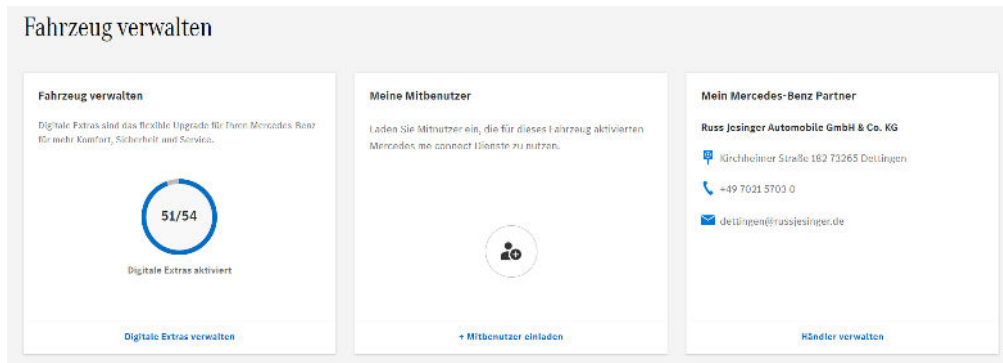 Fahrzeug verwalten
Fahrzeug verwalten
Digitale Extras sind das flexible Upgrade für Ihren Mercedes-Benz
für mehr Komfort, Sicherheit und Service.
51/54
Digitale Extras aktiviert
Digitale Extras verwalten
Meine Mitbenutzer
Laden Sie Mitnutzer ein, die für dieses Fahrzeug aktivierten
Mercedes me connect Dienste zu nutzen.
+ Mitbenutzer einladen
Mein Mercedes-Benz Partner
Russ Jesinger Automobile GmbH & Co. KG
Kirchheimer Straße 182 73265 Dettingen
+49 7021 5703 0
dettingen@russjesinger.de
Händler verwalten